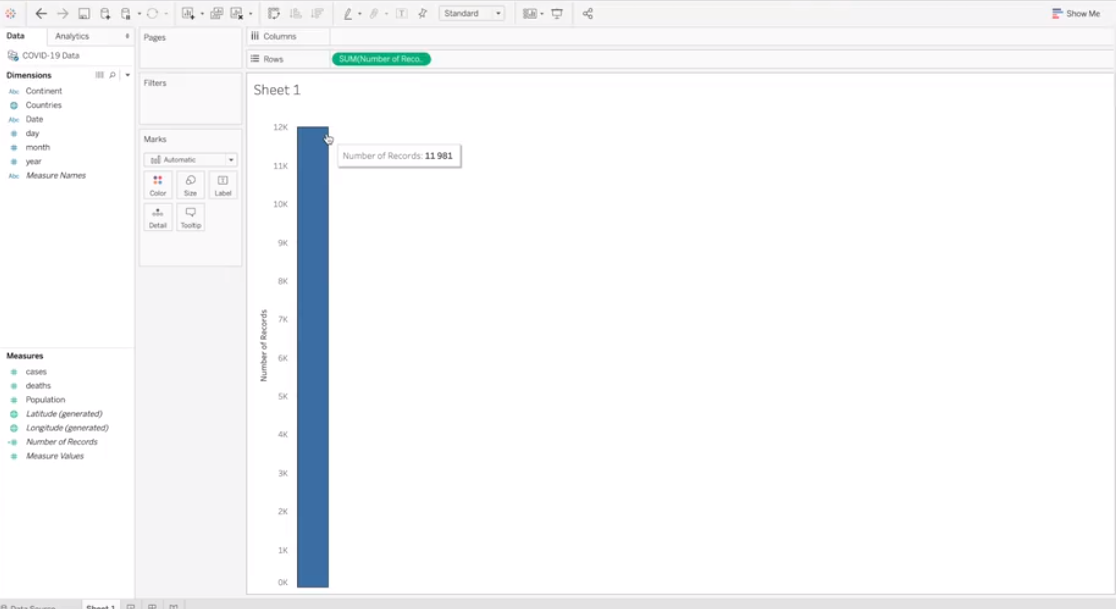 Standard
Show Me
Data
Analytics
Pages
Columns
COVID-19 Data
Rows
SUM(Number of Reco..
Dimensions
Filters
Sheet 1
Abc Continent
Countries
Abc Date
day
month
year
Abc Measure Names
Marks
Automatic
Color
Size
Label
Detail
Tooltip
12K
Number of Records: 11 981
11K
10K
9K
8K
7K
6K
5K
4K
3K
2K
1K
0K
Number of Records
Measures
cases
deaths
Population
Latitude (generated)
Longitude (generated)
Number of Records
Measure Values
Data Source
Sheet 1